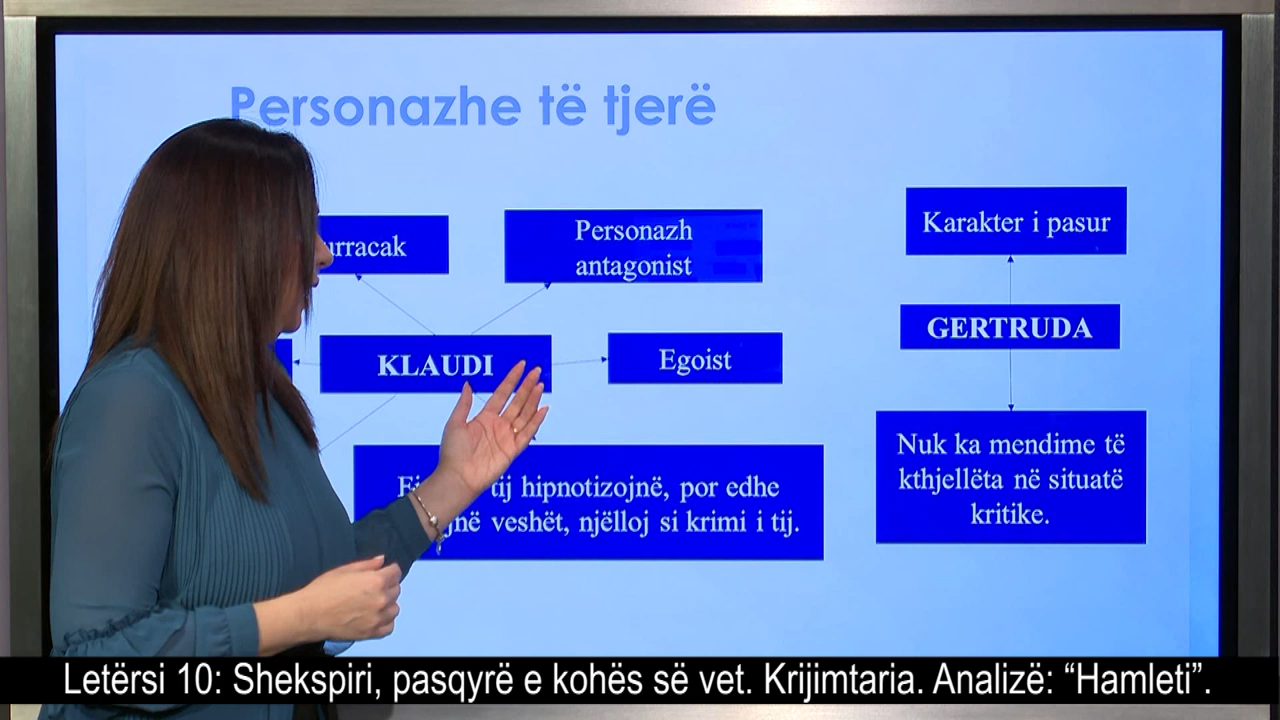 Personazhe të tjerë
Personazh
antagonist
Karakter i pasur
KLAUDI
Egoist
GERTRUDA
tij hipnotizojnë, por edhe
veshët, njëlloj si krimi i tij.
Nuk ka mendime të
kthjellëta në situatë
kritike.
Letërsi 10: Shekspiri, pasqyrë e kohës së vet. Krijimtaria. Analizë: “Hamleti”.